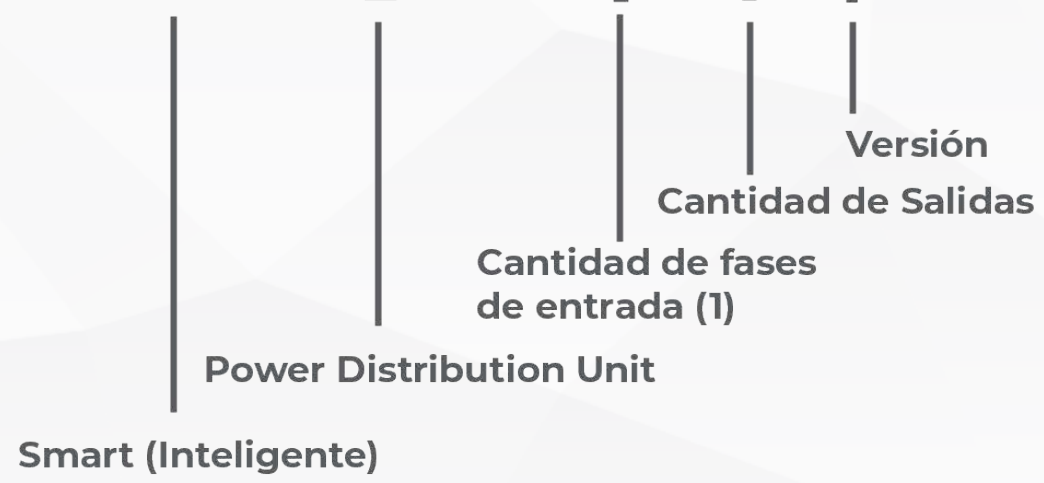 Versión
Cantidad de Salidas
Cantidad de fases
de entrada (1)
Power Distribution Unit
Smart (Inteligente)